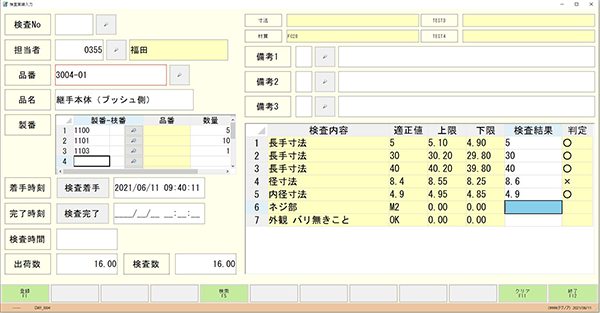 検査実績入力
検査No
担当者 0355 福田
品番 3004-01
品名 継手本体（ブッシュ側）
製番
製番-枝番 品番 数量
1 1100 5
2 1101 10
3 1103 1
4
着手時刻 検査着手 2021/06/11 09:40:11
完了時刻 検査完了 ____/__/__ __:__:__
検査時間
出荷数 16.00 検査数 16.00
寸法 TEST3
材質 FC20 TEST4
備考1
備考2
備考3
検査内容 適正値 上限 下限 検査結果 判定
1 長手寸法 5 5.10 4.90 5 〇
2 長手寸法 30 30.20 29.80 30 〇
3 長手寸法 40 40.20 39.80 40 〇
4 径寸法 8.4 8.55 8.25 8.6 ×
5 内径寸法 4.9 4.95 4.85 4.9 〇
6 ネジ部 M2 0.00 0.00
7 外観 バリ無きこと OK 0.00 0.00
登録 F1
検索 F5
クリア F11
終了 F12
2021/06/11